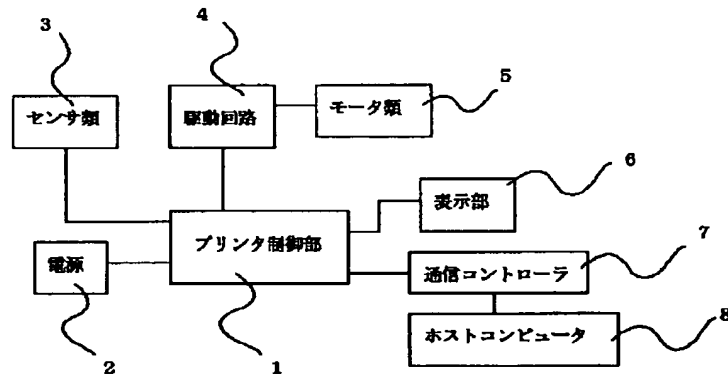 3
4
5
センサ類
駆動回路
モータ類
6
表示部
プリンタ制御部
7
電源
通信コントローラ
8
ホストコンピュータ
2
1